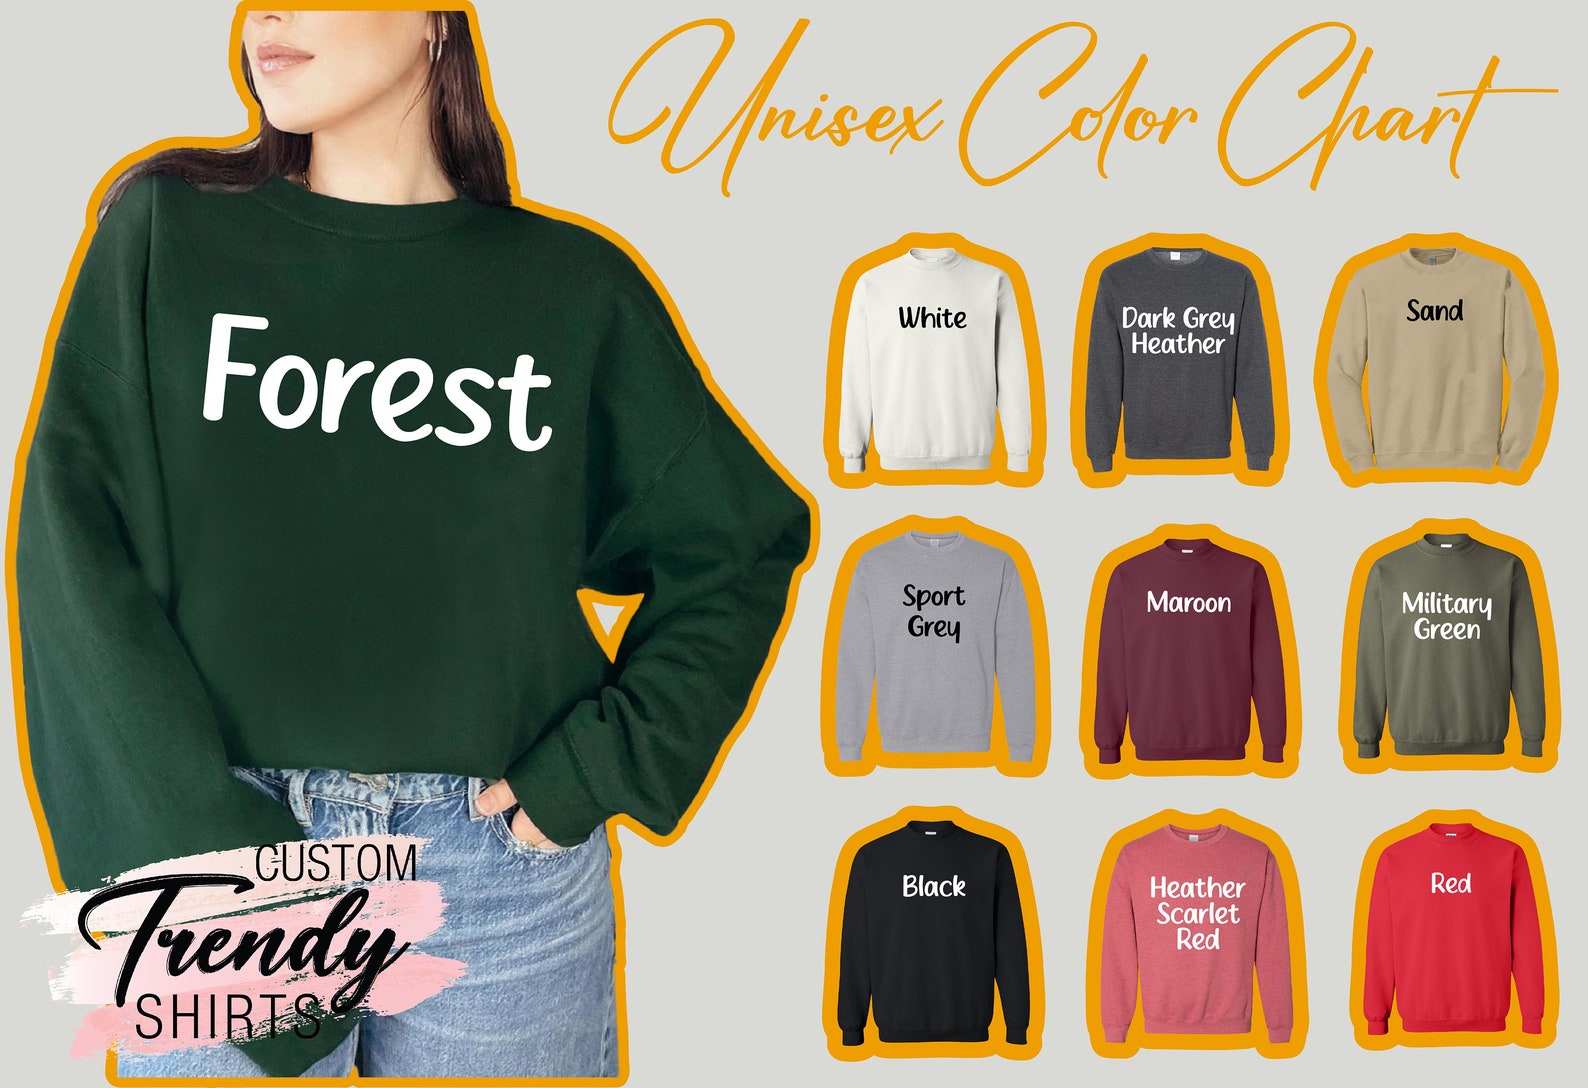 Unisex Color Chart
Forest
White
Dark Grey
Heather
Sand
Sport
Grey
Maroon
Military
Green
Black
Heather
Scarlet
Red
Red
CUSTOM
Trendy
SHIRTS